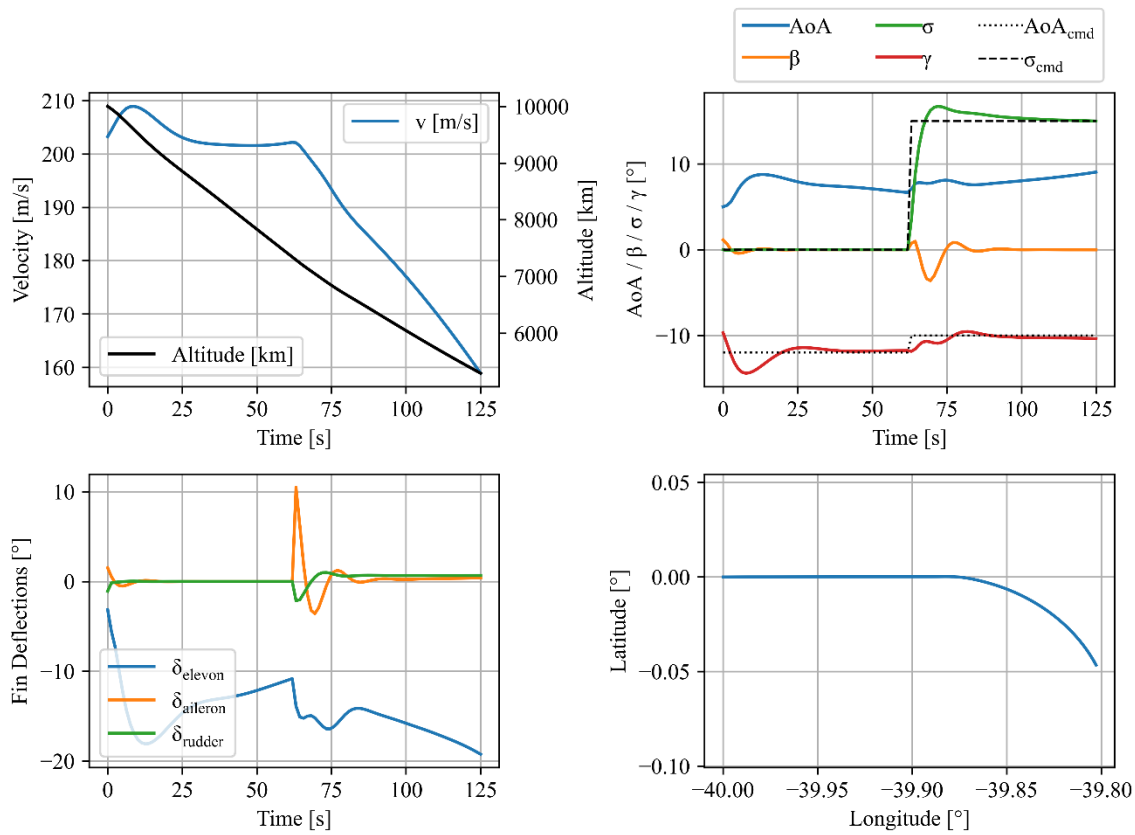 AoA σ AoA_cmd
β γ σ_cmd
210
200
190
180
170
160
Velocity [m/s]
v [m/s]
Altitude [km]
10000
9000
8000
7000
6000
Altitude [km]
0 25 50 75 100 125
Time [s]
10
0
−10
AoA / β / σ / γ [°]
0 25 50 75 100 125
Time [s]
10
0
−10
−20
Fin Deflections [°]
δ_elevon
δ_aileron
δ_rudder
0 25 50 75 100 125
Time [s]
0.05
0.00
−0.05
−0.10
Latitude [°]
−40.00 −39.95 −39.90 −39.85 −39.80
Longitude [°]